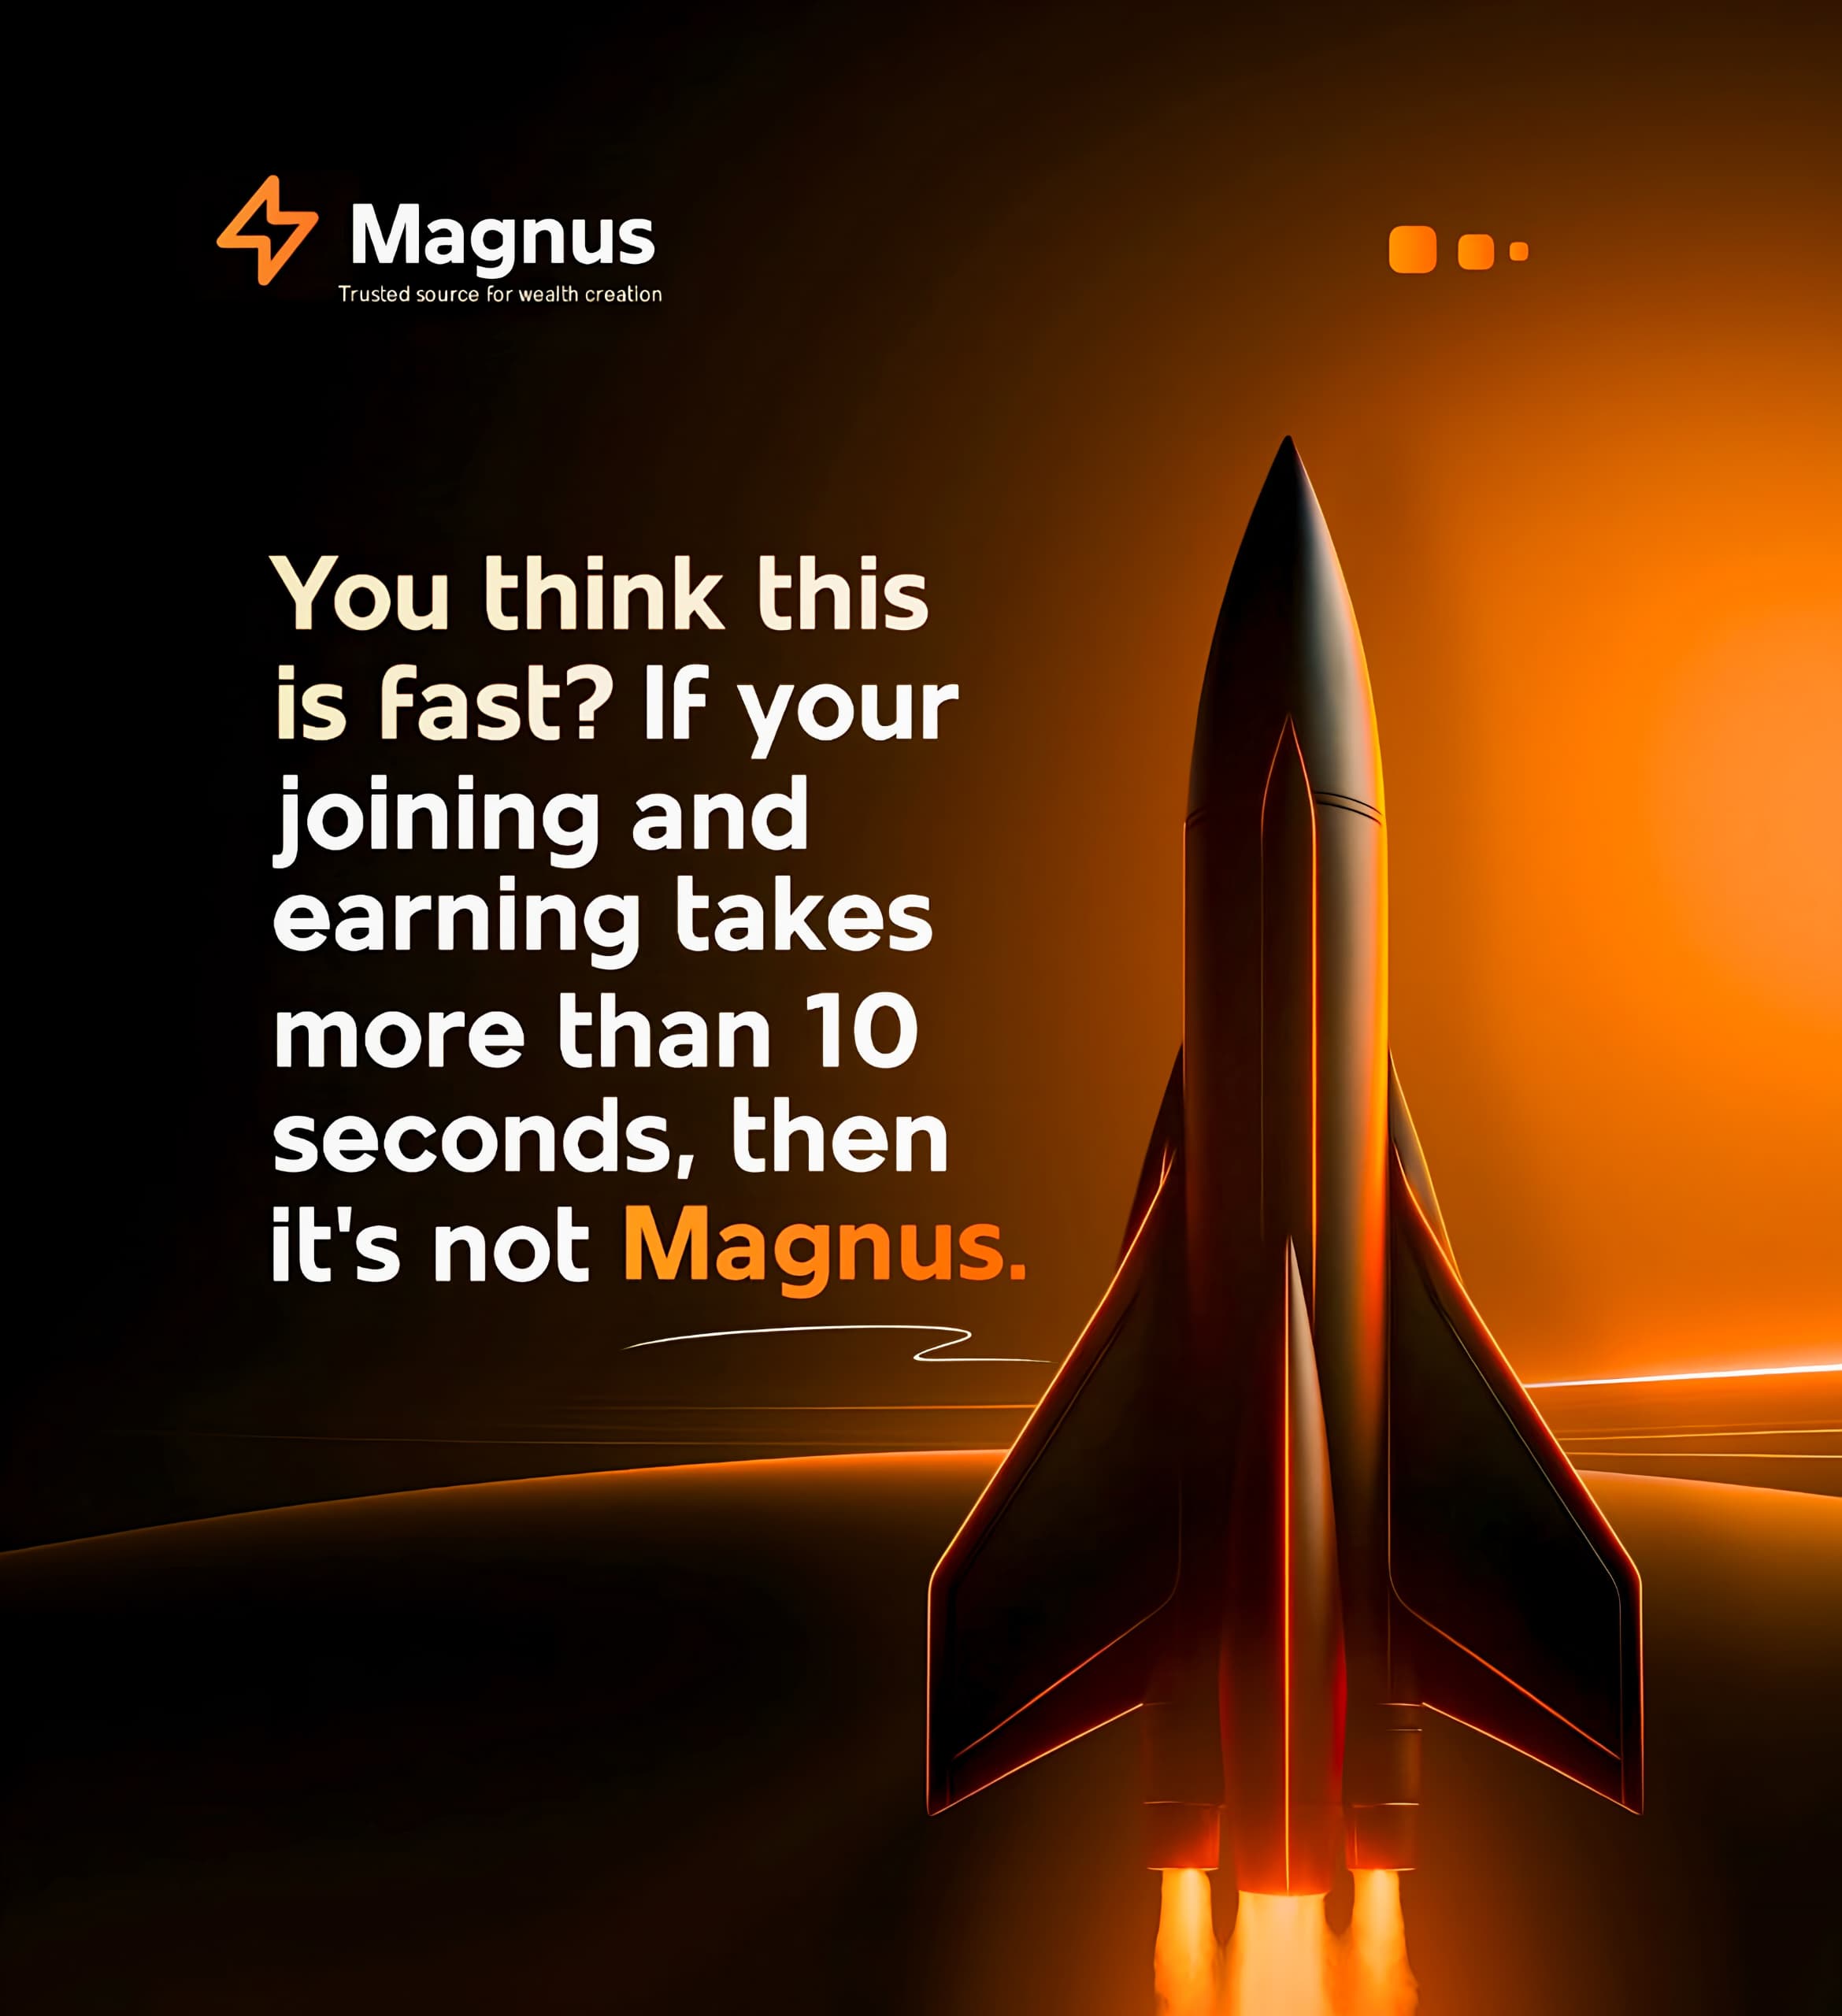 Magnus
Trusted source for wealth creation
You think this
is fast? If your
joining and
earning takes
more than 10
seconds, then
it's not Magnus.